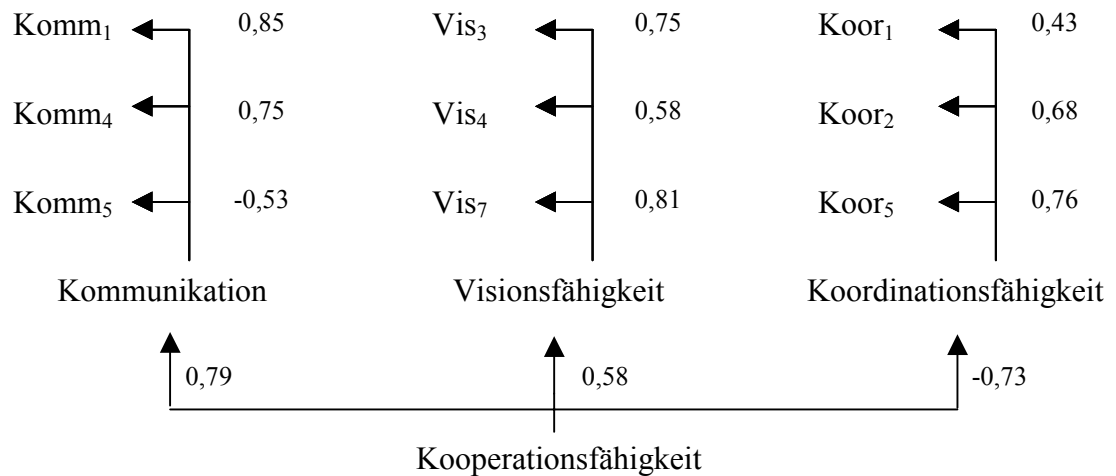 Komm₁ 0,85 Vis₃ 0,75 Koor₁ 0,43
Komm₄ 0,75 Vis₄ 0,58 Koor₂ 0,68
Komm₅ -0,53 Vis₇ 0,81 Koor₅ 0,76
Kommunikation Visionsfähigkeit Koordinationsfähigkeit
0,79 0,58 -0,73
Kooperationsfähigkeit